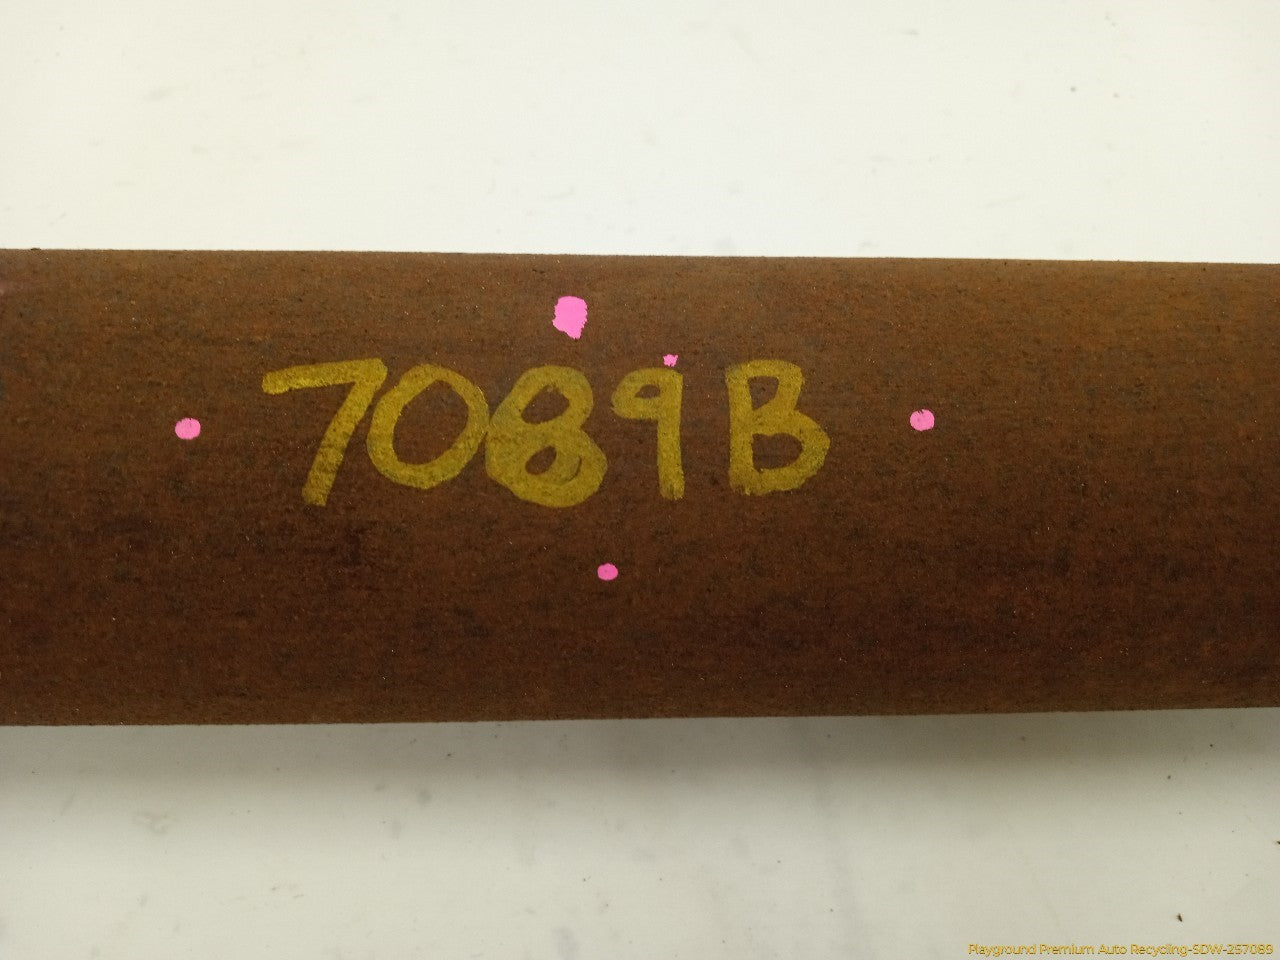 7089B
Playground Premium Auto Recycling-SDW-257089